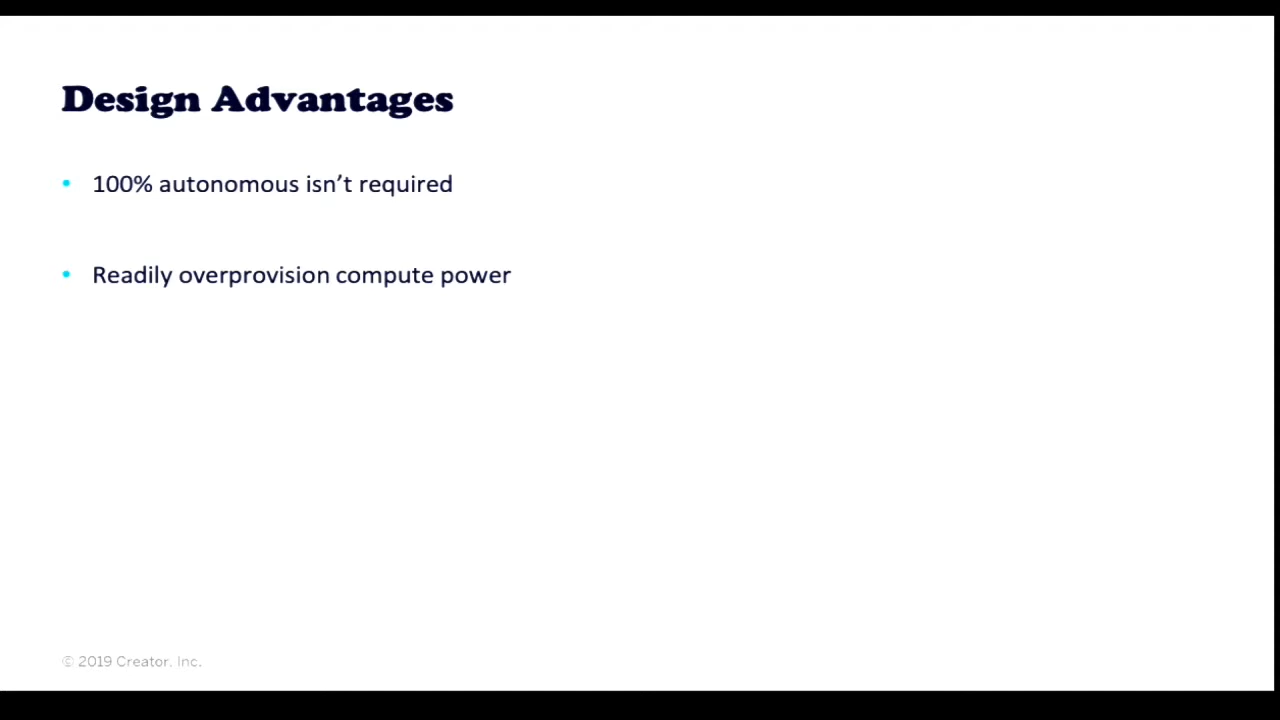 Design Advantages
• 100% autonomous isn’t required
• Readily overprovision compute power
© 2019 Creator, Inc.